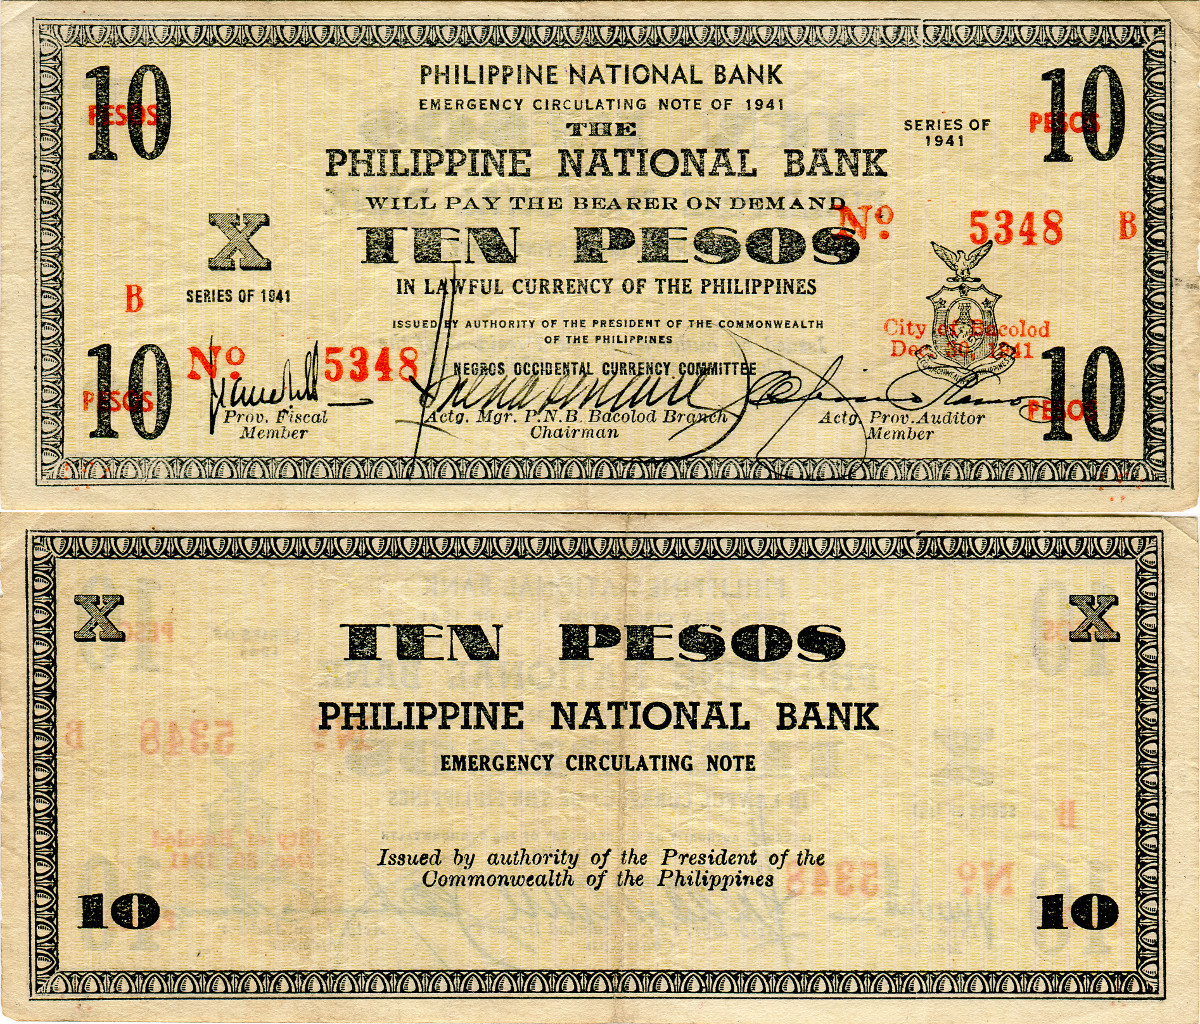 PHILIPPINE NATIONAL BANK
EMERGENCY CIRCULATING NOTE OF 1941
THE
PHILIPPINE NATIONAL BANK
WILL PAY THE BEARER ON DEMAND
TEN PESOS
IN LAWFUL CURRENCY OF THE PHILIPPINES
ISSUED BY AUTHORITY OF THE PRESIDENT OF THE COMMONWEALTH
OF THE PHILIPPINES
NEGROS OCCIDENTAL CURRENCY COMMITTEE
10
PESOS
10
PESOS
SERIES OF
1941
No 5348 B
X
B
SERIES OF 1941
City of Bacolod
Dec. 30, 1941
10
PESOS
No 5348
10
PESOS
Prov. Fiscal
Member
Actg. Mgr. P.N.B. Bacolod Branch
Chairman
Actg. Prov. Auditor
Member
X
X
TEN PESOS
PHILIPPINE NATIONAL BANK
EMERGENCY CIRCULATING NOTE
Issued by authority of the President of the
Commonwealth of the Philippines
10
10